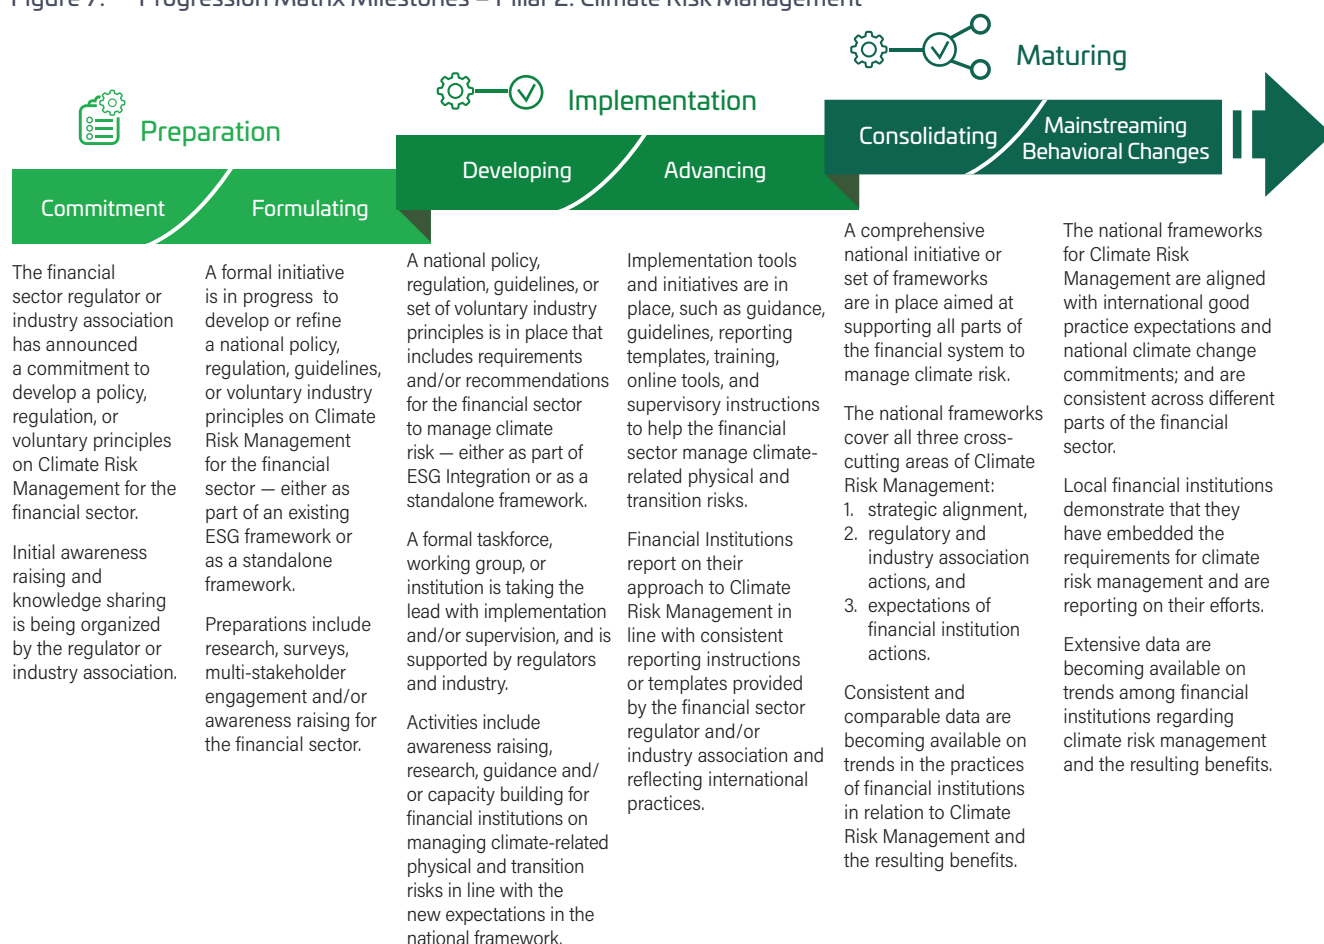 Figure 7. Progression Matrix Milestones – Pillar 2: Climate Risk Management
Preparation
Commitment
Formulating
The financial
sector regulator or
industry association
has announced
a commitment to
develop a policy,
regulation, or
voluntary principles
on Climate Risk
Management for the
financial sector.
Initial awareness
raising and
knowledge sharing
is being organized
by the regulator or
industry association.
A formal initiative
is in progress to
develop or refine
a national policy,
regulation, guidelines,
or voluntary industry
principles on Climate
Risk Management
for the financial
sector — either as
part of an existing
ESG framework or
as a standalone
framework.
Preparations include
research, surveys,
multi-stakeholder
engagement and/or
awareness raising for
the financial sector.
Implementation
Developing
Advancing
A national policy,
regulation, guidelines, or
set of voluntary industry
principles is in place that
includes requirements
and/or recommendations
for the financial sector
to manage climate
risk — either as part of
ESG Integration or as a
standalone framework.
A formal taskforce,
working group, or
institution is taking the
lead with implementation
and/or supervision, and is
supported by regulators
and industry.
Activities include
awareness raising,
research, guidance and/
or capacity building for
financial institutions on
managing climate-related
physical and transition
risks in line with the
new expectations in the
national framework.
Implementation tools
and initiatives are in
place, such as guidance,
guidelines, reporting
templates, training,
online tools, and
supervisory instructions
to help the financial
sector manage climate-
related physical and
transition risks.
Financial Institutions
report on their
approach to Climate
Risk Management in
line with consistent
reporting instructions
or templates provided
by the financial sector
regulator and/or
industry association and
reflecting international
practices.
Maturing
Consolidating
Mainstreaming
Behavioral Changes
A comprehensive
national initiative or
set of frameworks
are in place aimed at
supporting all parts of
the financial system to
manage climate risk.
The national frameworks
cover all three cross-
cutting areas of Climate
Risk Management:
1. strategic alignment,
2. regulatory and
industry association
actions, and
3. expectations of
financial institution
actions.
Consistent and
comparable data are
becoming available on
trends in the practices
of financial institutions
in relation to Climate
Risk Management and
the resulting benefits.
The national frameworks
for Climate Risk
Management are aligned
with international good
practice expectations and
national climate change
commitments; and are
consistent across different
parts of the financial
sector.
Local financial institutions
demonstrate that they
have embedded the
requirements for climate
risk management and are
reporting on their efforts.
Extensive data are
becoming available on
trends among financial
institutions regarding
climate risk management
and the resulting benefits.